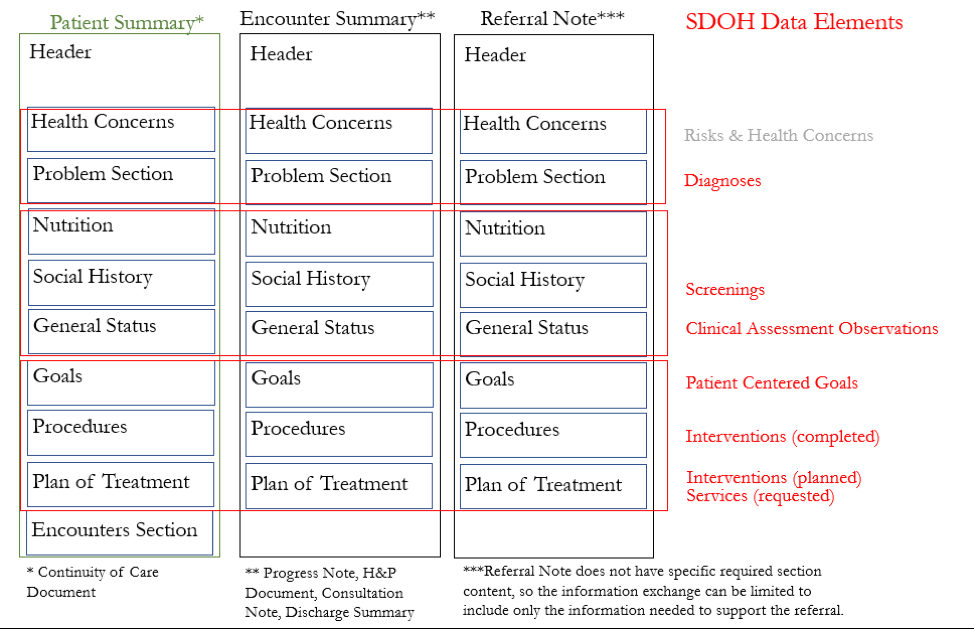 Patient Summary*
Encounter Summary**
Referral Note***
SDOH Data Elements
Header
Header
Header
Health Concerns
Health Concerns
Health Concerns
Risks & Health Concerns
Problem Section
Problem Section
Problem Section
Diagnoses
Nutrition
Nutrition
Nutrition
Social History
Social History
Social History
Screenings
General Status
General Status
General Status
Clinical Assessment Observations
Goals
Goals
Goals
Patient Centered Goals
Procedures
Procedures
Procedures
Interventions (completed)
Plan of Treatment
Plan of Treatment
Plan of Treatment
Interventions (planned)
Services (requested)
Encounters Section
* Continuity of Care
Document
** Progress Note, H&P
Document, Consultation
Note, Discharge Summary
***Referral Note does not have specific required section
content, so the information exchange can be limited to
include only the information needed to support the referral.